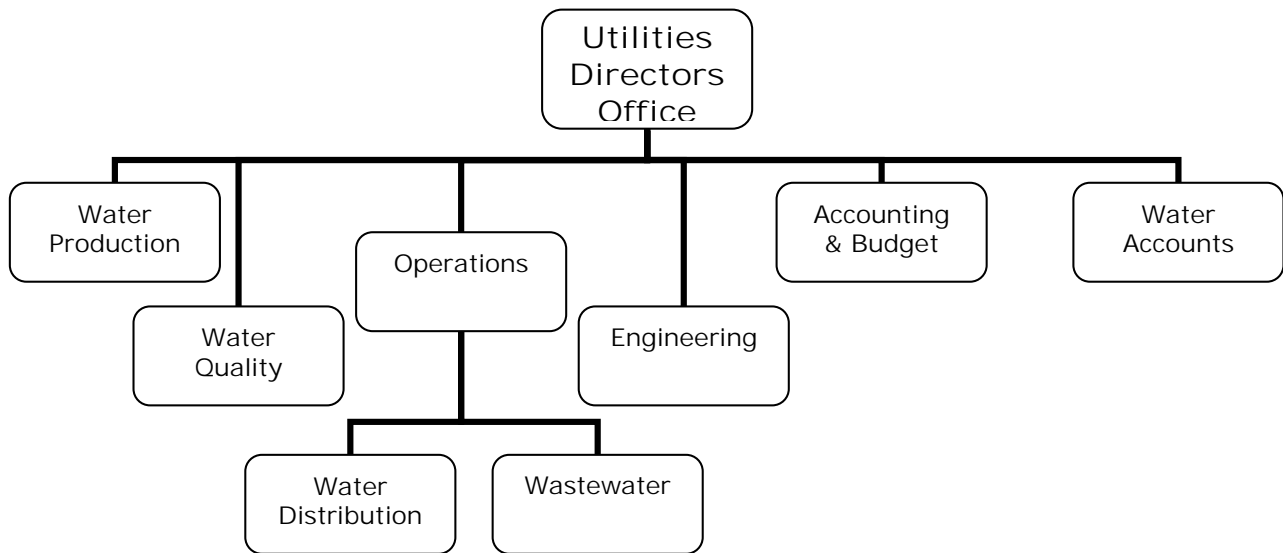 Utilities
Directors
Office
Water
Production
Operations
Accounting
& Budget
Water
Accounts
Water
Quality
Engineering
Water
Distribution
Wastewater